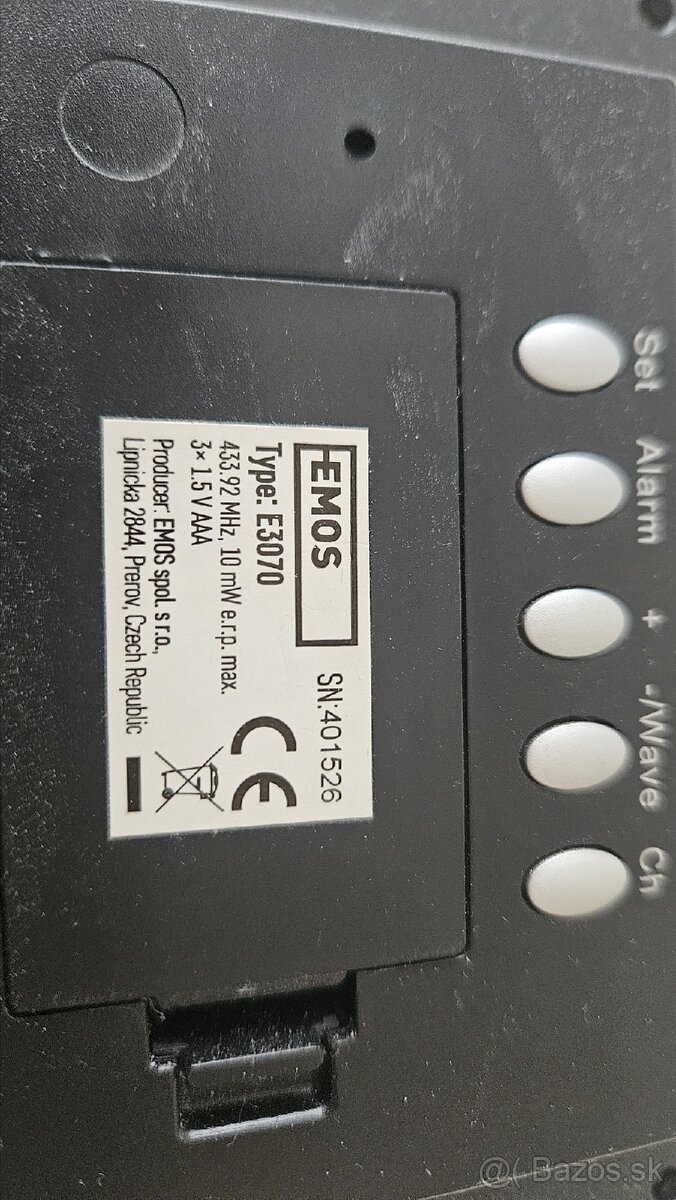 Set Alarm + -/Wave Ch
EMOS SN:401526
Type: E3070
433.92 MHz, 10 mW e.r.p. max.
3× 1.5 V AAA
CE
Producer: EMOS spol. s r.o.,
Lipnicka 2844, Prerov, Czech Republic
@( Bazos.sk